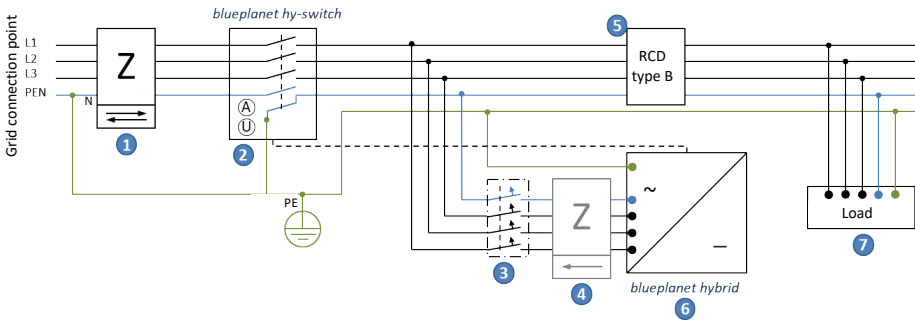 blueplanet hy-switch
Grid connection point
L1
L2
L3
PEN
N
Z
1
A
U
2
5
RCD
type B
PE
3
Z
4
~
–
blueplanet hybrid
6
Load
7